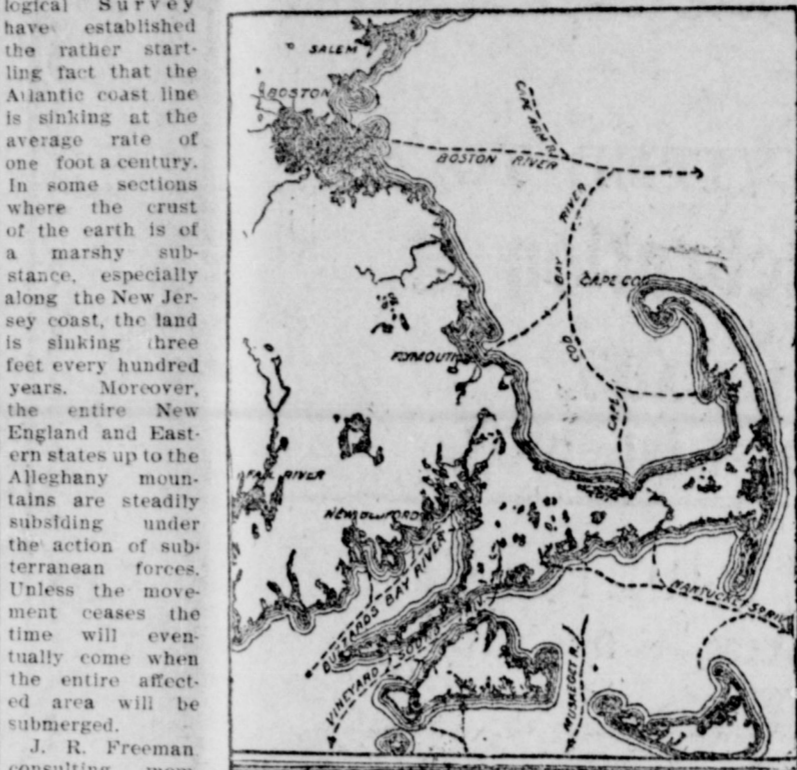 logical Survey
have established
the rather start-
ling fact that the
Atlantic coast line
is sinking at the
average rate of
one foot a century.
In some sections
where the crust
of the earth is of
a marshy sub-
stance, especially
along the New Jer-
sey coast, the land
is sinking three
feet every hundred
years. Moreover,
the entire New
England and East-
ern states up to the
Alleghany moun-
tains are steadily
subsiding under
the action of sub-
terranean forces.
Unless the move-
ment ceases the
time will even-
tually come when
the entire affect-
ed area will be
submerged.
J. R. Freeman
SALEM
BOSTON
CAPE ANN R.
BOSTON RIVER
CAPE COD BAY RIVER
CAPE COD
PLYMOUTH
FALL RIVER
NEW BEDFORD
BUZZARDS BAY RIVER
VINEYARD
MUSKEGET R.
NANTUCKET